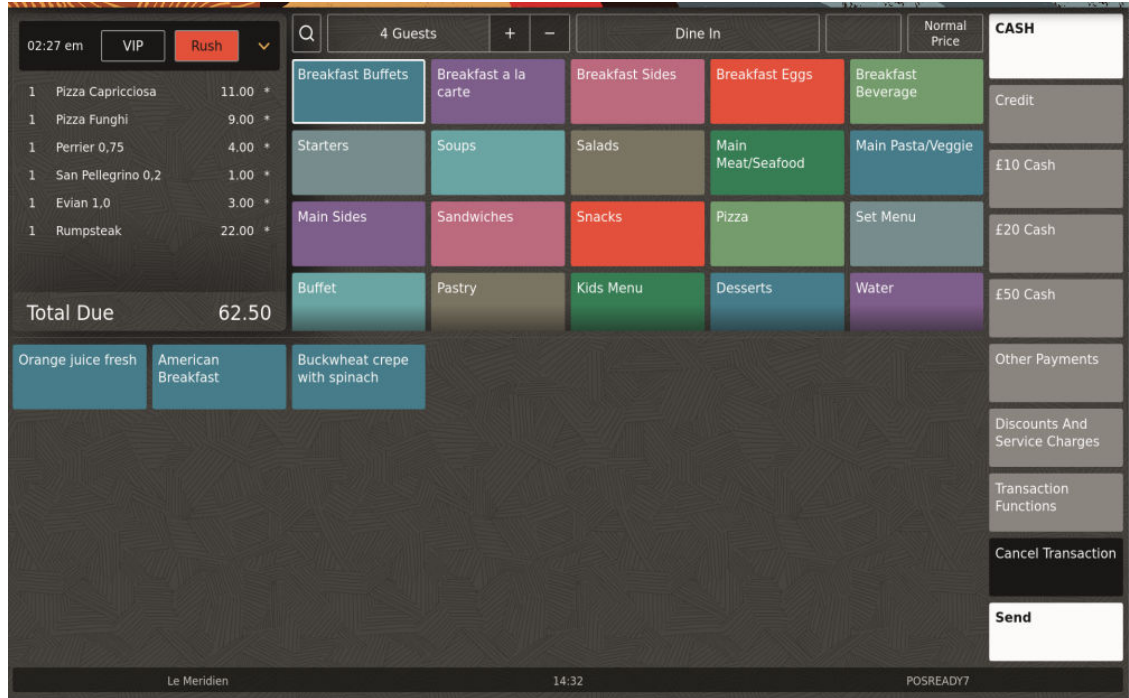 02:27 em VIP Rush
4 Guests + − Dine In Normal Price
1 Pizza Capricciosa 11.00 *
1 Pizza Funghi 9.00 *
1 Perrier 0,75 4.00 *
1 San Pellegrino 0,2 1.00 *
1 Evian 1,0 3.00 *
1 Rumpsteak 22.00 *
Total Due 62.50
Breakfast Buffets
Breakfast a la
carte
Breakfast Sides
Breakfast Eggs
Breakfast
Beverage
Starters
Soups
Salads
Main
Meat/Seafood
Main Pasta/Veggie
Main Sides
Sandwiches
Snacks
Pizza
Set Menu
Buffet
Pastry
Kids Menu
Desserts
Water
Orange juice fresh
American
Breakfast
Buckwheat crepe
with spinach
CASH
Credit
£10 Cash
£20 Cash
£50 Cash
Other Payments
Discounts And
Service Charges
Transaction
Functions
Cancel Transaction
Send
Le Meridien 14:32 POSREADY7